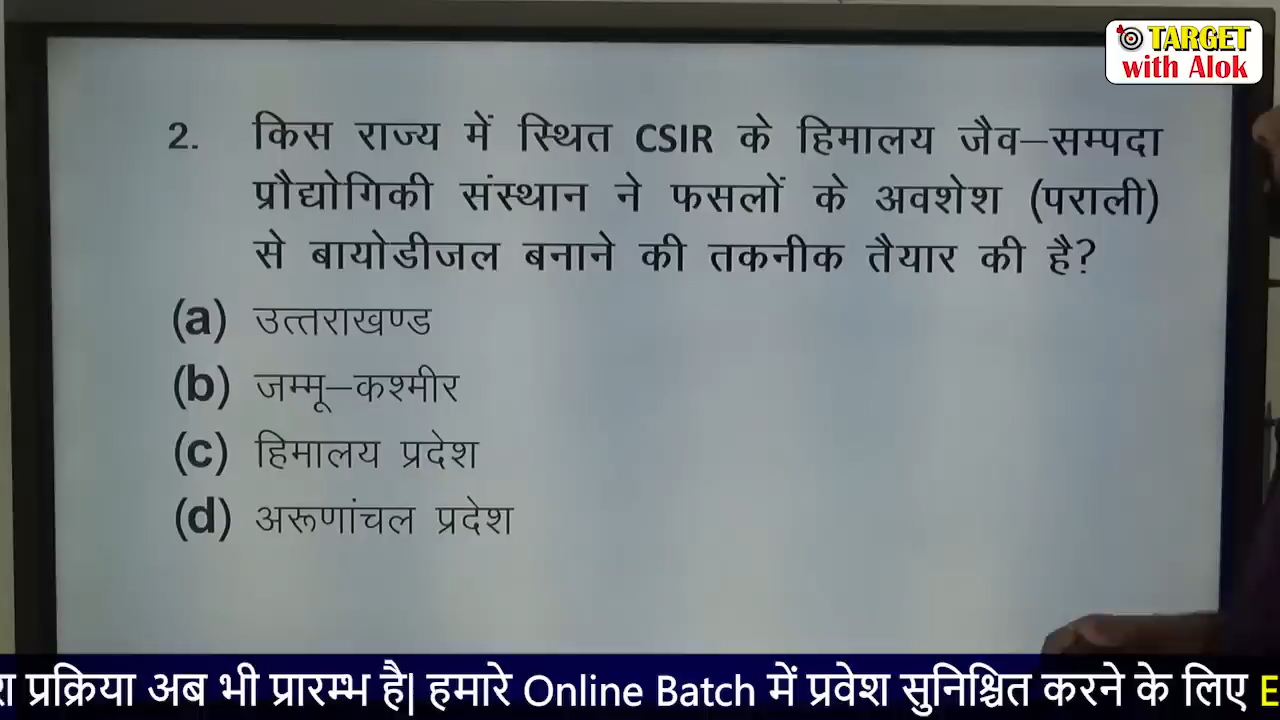 TARGET
with Alok
2. किस राज्य में स्थित CSIR के हिमालय जैव–सम्पदा
प्रौद्योगिकी संस्थान ने फसलों के अवशेश (पराली)
से बायोडीजल बनाने की तकनीक तैयार की है?
(a) उत्तराखण्ड
(b) जम्मू–कश्मीर
(c) हिमालय प्रदेश
(d) अरूणांचल प्रदेश
रा प्रक्रिया अब भी प्रारम्भ है| हमारे Online Batch में प्रवेश सुनिश्चित करने के लिए E